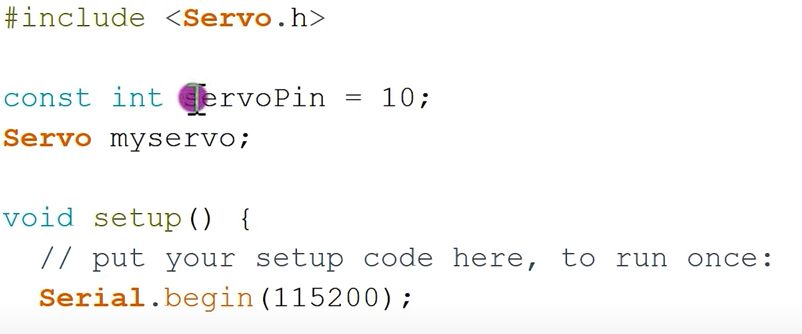 #include <Servo.h>
const int servoPin = 10;
Servo myservo;
void setup() {
// put your setup code here, to run once:
Serial.begin(115200);